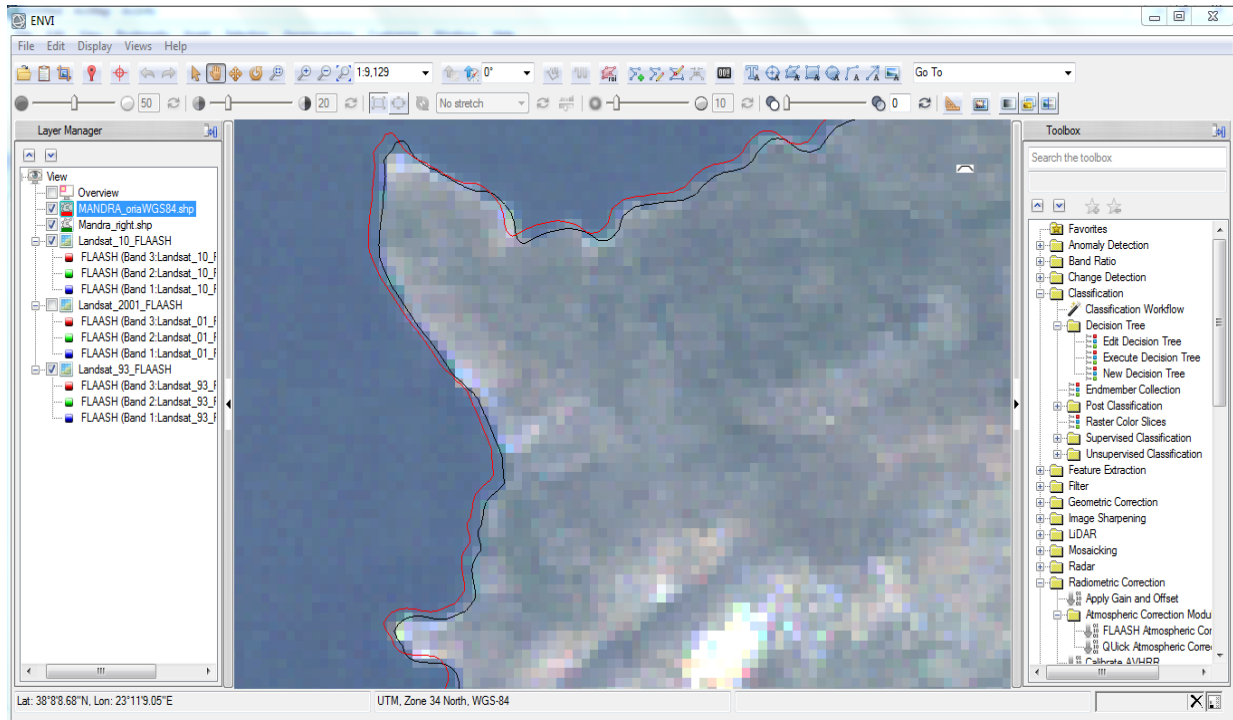 ENVI
File Edit Display Views Help
1:9,129 0° Go To
50 20 No stretch 10 0
Layer Manager
View
Overview
MANDRA_oriaWGS84.shp
Mandra_right.shp
Landsat_10_FLAASH
FLAASH (Band 3:Landsat_10_F
FLAASH (Band 2:Landsat_10_F
FLAASH (Band 1:Landsat_10_F
Landsat_2001_FLAASH
FLAASH (Band 3:Landsat_01_F
FLAASH (Band 2:Landsat_01_F
FLAASH (Band 1:Landsat_01_F
Landsat_93_FLAASH
FLAASH (Band 3:Landsat_93_F
FLAASH (Band 2:Landsat_93_F
FLAASH (Band 1:Landsat_93_F
Toolbox
Search the toolbox
Favorites
Anomaly Detection
Band Ratio
Change Detection
Classification
Classification Workflow
Decision Tree
Edit Decision Tree
Execute Decision Tree
New Decision Tree
Endmember Collection
Post Classification
Raster Color Slices
Supervised Classification
Unsupervised Classification
Feature Extraction
Filter
Geometric Correction
Image Sharpening
LiDAR
Mosaicking
Radar
Radiometric Correction
Apply Gain and Offset
Atmospheric Correction Modu
FLAASH Atmospheric Cor
QUick Atmospheric Corre
Calibrate AVHRR
Lat: 38°8'8.68"N, Lon: 23°11'9.05"E
UTM, Zone 34 North, WGS-84